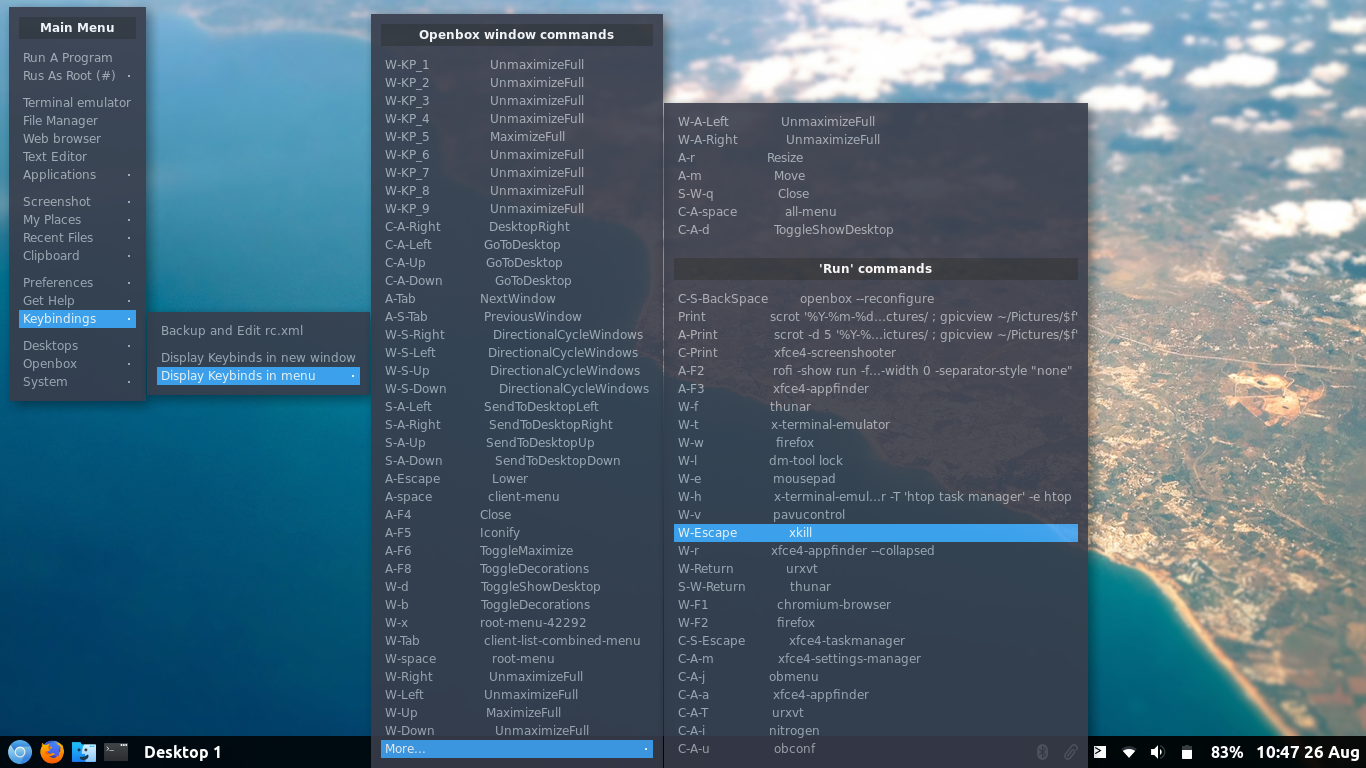 Main Menu
Run A Program
Rus As Root (#)
Terminal emulator
File Manager
Web browser
Text Editor
Applications
Screenshot
My Places
Recent Files
Clipboard
Preferences
Get Help
Keybindings
Desktops
Openbox
System
Backup and Edit rc.xml
Display Keybinds in new window
Display Keybinds in menu
Openbox window commands
W-KP_1 UnmaximizeFull
W-KP_2 UnmaximizeFull
W-KP_3 UnmaximizeFull
W-KP_4 UnmaximizeFull
W-KP_5 MaximizeFull
W-KP_6 UnmaximizeFull
W-KP_7 UnmaximizeFull
W-KP_8 UnmaximizeFull
W-KP_9 UnmaximizeFull
C-A-Right DesktopRight
C-A-Left GoToDesktop
C-A-Up GoToDesktop
C-A-Down GoToDesktop
A-Tab NextWindow
A-S-Tab PreviousWindow
W-S-Right DirectionalCycleWindows
W-S-Left DirectionalCycleWindows
W-S-Up DirectionalCycleWindows
W-S-Down DirectionalCycleWindows
S-A-Left SendToDesktopLeft
S-A-Right SendToDesktopRight
S-A-Up SendToDesktopUp
S-A-Down SendToDesktopDown
A-Escape Lower
A-space client-menu
A-F4 Close
A-F5 Iconify
A-F6 ToggleMaximize
A-F8 ToggleDecorations
W-d ToggleShowDesktop
W-b ToggleDecorations
W-x root-menu-42292
W-Tab client-list-combined-menu
W-space root-menu
W-Right UnmaximizeFull
W-Left UnmaximizeFull
W-Up MaximizeFull
W-Down UnmaximizeFull
More...
W-A-Left UnmaximizeFull
W-A-Right UnmaximizeFull
A-r Resize
A-m Move
S-W-q Close
C-A-space all-menu
C-A-d ToggleShowDesktop
'Run' commands
C-S-BackSpace openbox --reconfigure
Print scrot '%Y-%m-%d...ctures/ ; gpicview ~/Pictures/$f'
A-Print scrot -d 5 '%Y-%...ictures/ ; gpicview ~/Pictures/$f'
C-Print xfce4-screenshooter
A-F2 rofi -show run -f...-width 0 -separator-style "none"
A-F3 xfce4-appfinder
W-f thunar
W-t x-terminal-emulator
W-w firefox
W-l dm-tool lock
W-e mousepad
W-h x-terminal-emul...r -T 'htop task manager' -e htop
W-v pavucontrol
W-Escape xkill
W-r xfce4-appfinder --collapsed
W-Return urxvt
S-W-Return thunar
W-F1 chromium-browser
W-F2 firefox
C-S-Escape xfce4-taskmanager
C-A-m xfce4-settings-manager
C-A-j obmenu
C-A-a xfce4-appfinder
C-A-T urxvt
C-A-i nitrogen
C-A-u obconf
Desktop 1
83% 10:47 26 Aug